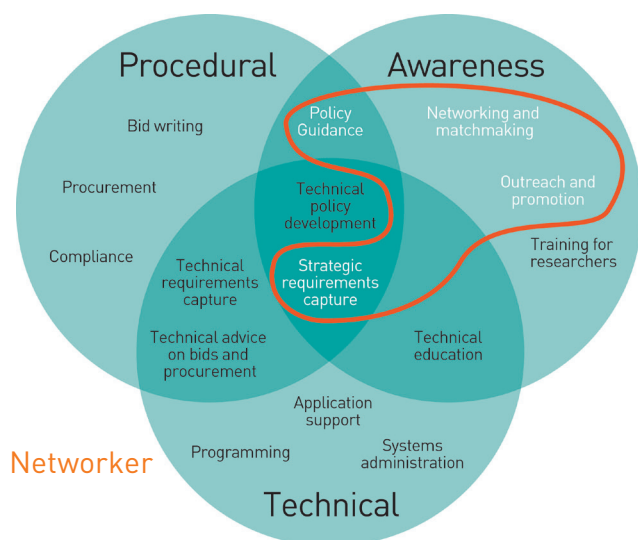 Procedural
Awareness
Bid writing
Policy
Guidance
Networking and
matchmaking
Procurement
Technical
policy
development
Outreach and
promotion
Compliance
Technical
requirements
capture
Strategic
requirements
capture
Training for
researchers
Technical advice
on bids and
procurement
Technical
education
Application
support
Programming
Systems
administration
Networker
Technical